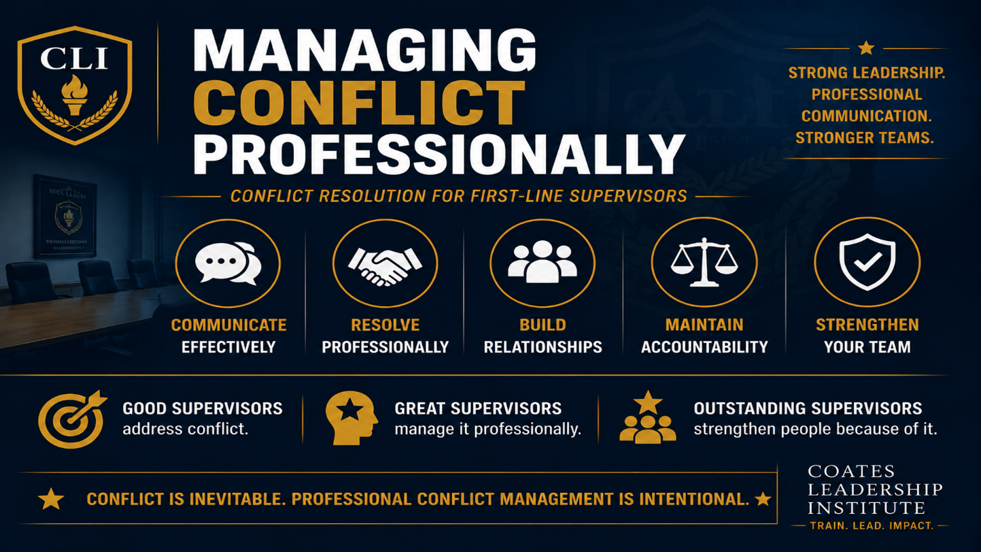 CLI
MANAGING
CONFLICT
PROFESSIONALLY
CONFLICT RESOLUTION FOR FIRST-LINE SUPERVISORS
STRONG LEADERSHIP.
PROFESSIONAL
COMMUNICATION.
STRONGER TEAMS.
COMMUNICATE
EFFECTIVELY
RESOLVE
PROFESSIONALLY
BUILD
RELATIONSHIPS
MAINTAIN
ACCOUNTABILITY
STRENGTHEN
YOUR TEAM
GOOD SUPERVISORS
address conflict.
GREAT SUPERVISORS
manage it professionally.
OUTSTANDING SUPERVISORS
strengthen people because of it.
CONFLICT IS INEVITABLE. PROFESSIONAL CONFLICT MANAGEMENT IS INTENTIONAL.
COATES
LEADERSHIP
INSTITUTE
TRAIN. LEAD. IMPACT.